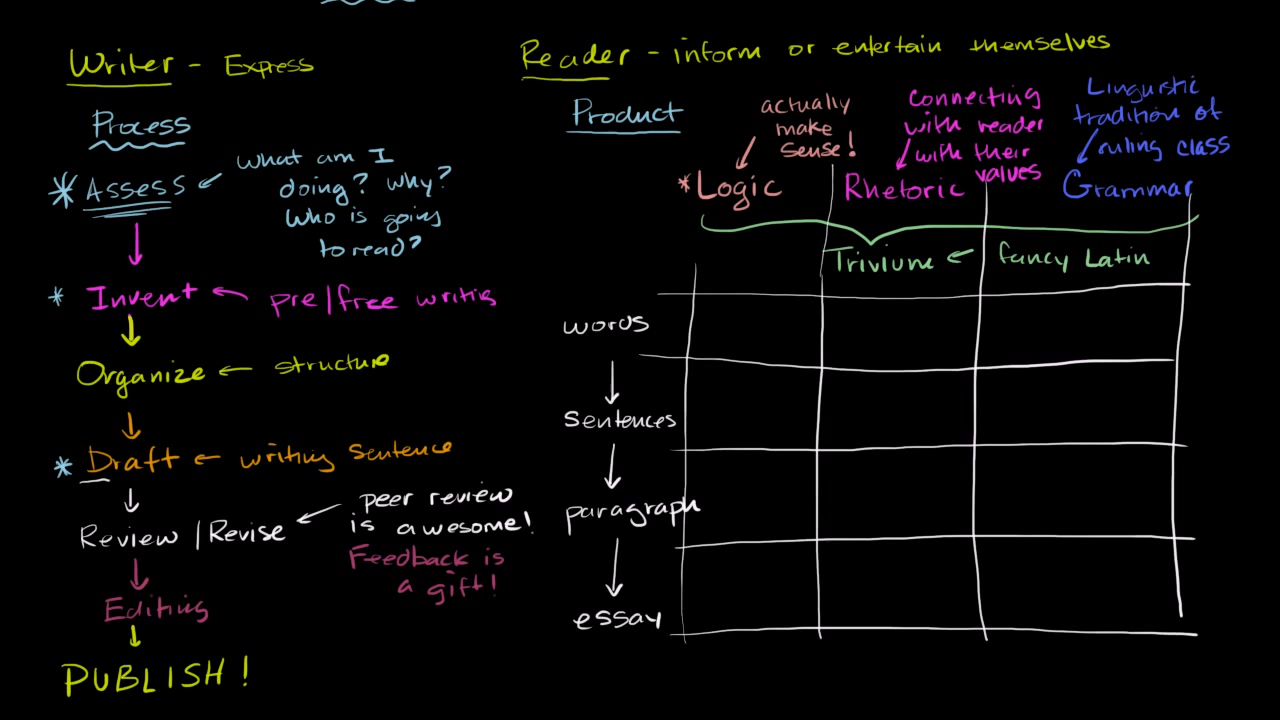 Writer - Express
Process
* Assess
What am I
doing? why?
Who is going
to read?
* Invent
pre/free writing
Organize
structure
* Draft
writing sentence
Review / Revise
peer review
is awesome!
Feedback is
a gift!
Editing
PUBLISH!
Reader - inform or entertain themselves
Product
actually
make
sense!
* Logic
connecting
with reader
with their
values
Rhetoric
Linguistic
tradition of
ruling class
Grammar
Trivium
fancy Latin
words
Sentences
paragraph
essay